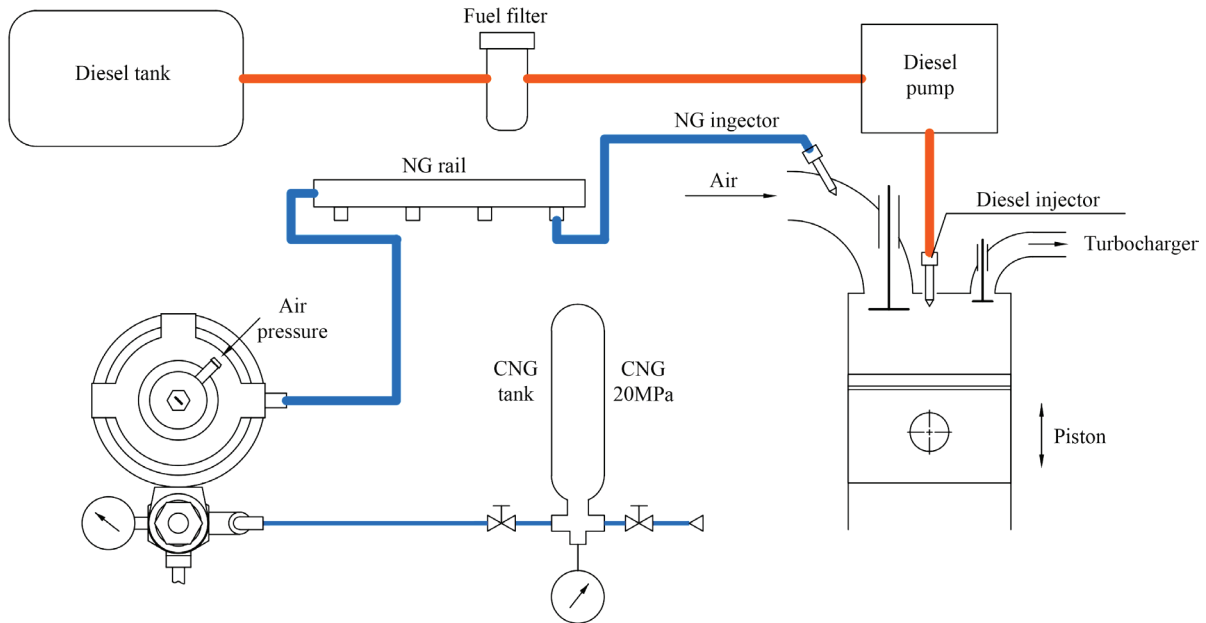 Fuel filter
Diesel tank
Diesel
pump
NG ingector
NG rail
Air
Diesel injector
Turbocharger
Air
pressure
CNG
tank
CNG
20MPa
Piston